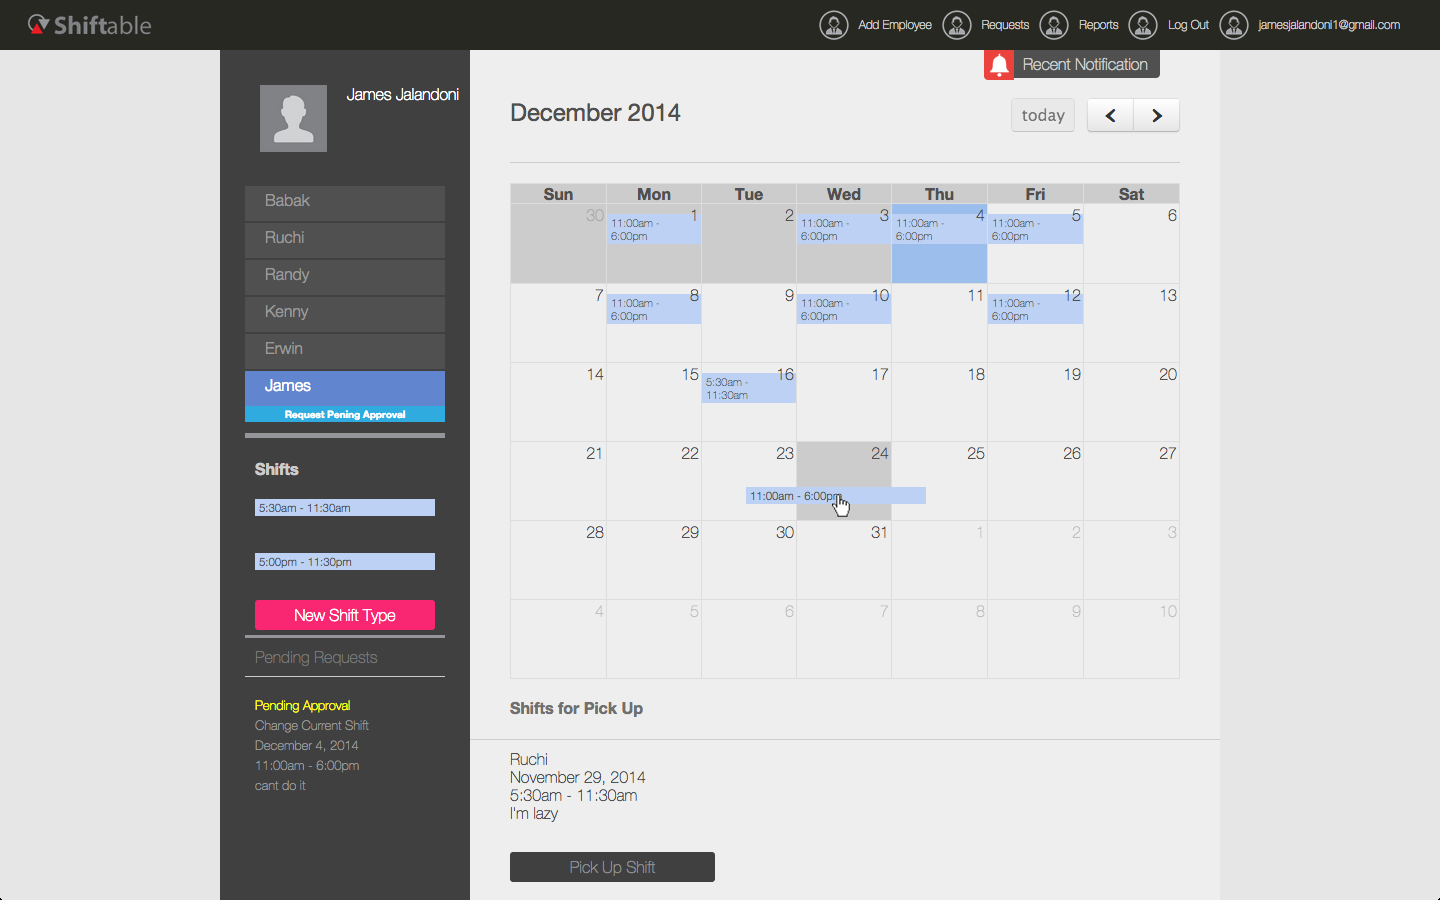 Shiftable
Add Employee
Requests
Reports
Log Out
jamesjalandoni1@gmail.com
James Jalandoni
Babak
Ruchi
Randy
Kenny
Erwin
James
Request Pening Approval
Shifts
5:30am - 11:30am
5:00pm - 11:30pm
New Shift Type
Pending Requests
Pending Approval
Change Current Shift
December 4, 2014
11:00am - 6:00pm
cant do it
Recent Notification
December 2014
today
Sun Mon Tue Wed Thu Fri Sat
30 1 2 3 4 5 6
11:00am - 11:00am - 11:00am - 11:00am -
6:00pm 6:00pm 6:00pm 6:00pm
7 8 9 10 11 12 13
11:00am - 11:00am - 11:00am -
6:00pm 6:00pm 6:00pm
14 15 16 17 18 19 20
5:30am -
11:30am
21 22 23 24 25 26 27
11:00am - 6:00pm
28 29 30 31 1 2 3
4 5 6 7 8 9 10
Shifts for Pick Up
Ruchi
November 29, 2014
5:30am - 11:30am
I'm lazy
Pick Up Shift